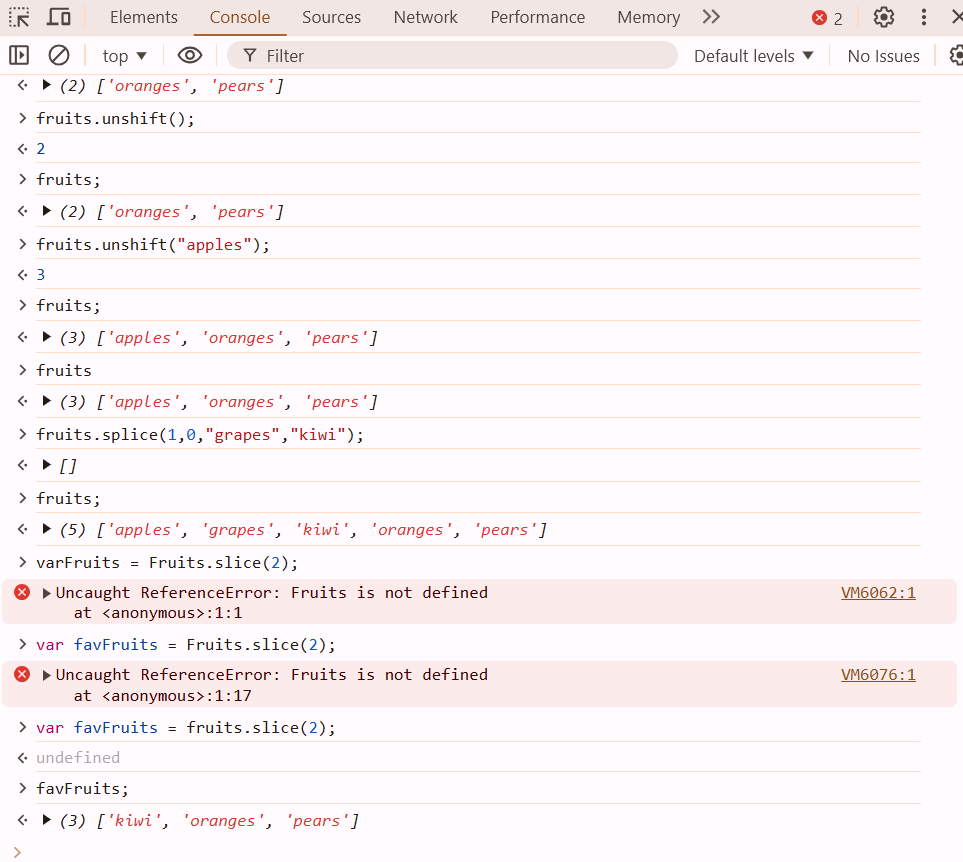 Elements Console Sources Network Performance Memory 2
top Filter Default levels No Issues
(2) ['oranges', 'pears']
fruits.unshift();
2
fruits;
(2) ['oranges', 'pears']
fruits.unshift("apples");
3
fruits;
(3) ['apples', 'oranges', 'pears']
fruits
(3) ['apples', 'oranges', 'pears']
fruits.splice(1,0,"grapes","kiwi");
[]
fruits;
(5) ['apples', 'grapes', 'kiwi', 'oranges', 'pears']
varFruits = Fruits.slice(2);
Uncaught ReferenceError: Fruits is not defined VM6062:1
at <anonymous>:1:1
var favFruits = Fruits.slice(2);
Uncaught ReferenceError: Fruits is not defined VM6076:1
at <anonymous>:1:17
var favFruits = fruits.slice(2);
undefined
favFruits;
(3) ['kiwi', 'oranges', 'pears']